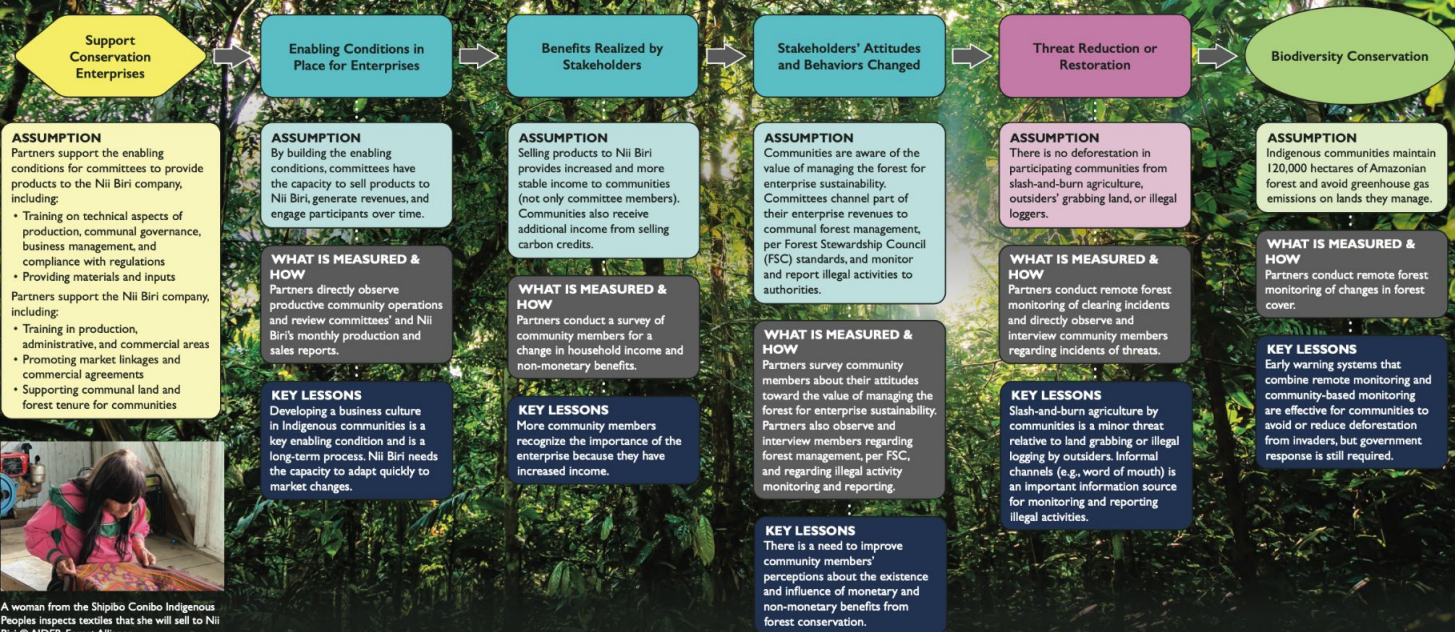 Support
Conservation
Enterprises
Enabling Conditions in
Place for Enterprises
Benefits Realized by
Stakeholders
Stakeholders’ Attitudes
and Behaviors Changed
Threat Reduction or
Restoration
Biodiversity Conservation
ASSUMPTION
Partners support the enabling
conditions for committees to provide
products to the Nii Biri company,
including:
• Training on technical aspects of
production, communal governance,
business management, and
compliance with regulations
• Providing materials and inputs
Partners support the Nii Biri company,
including:
• Training in production,
administrative, and commercial areas
• Promoting market linkages and
commercial agreements
• Supporting communal land and
forest tenure for communities
A woman from the Shipibo Conibo Indigenous
Peoples inspects textiles that she will sell to Nii
Biri © AIDER, Forest Alliance
ASSUMPTION
By building the enabling
conditions, committees have
the capacity to sell products to
Nii Biri, generate revenues, and
engage participants over time.
WHAT IS MEASURED &
HOW
Partners directly observe
productive community operations
and review committees’ and Nii
Biri’s monthly production and
sales reports.
KEY LESSONS
Developing a business culture
in Indigenous communities is a
key enabling condition and is a
long-term process. Nii Biri needs
the capacity to adapt quickly to
market changes.
ASSUMPTION
Selling products to Nii Biri
provides increased and more
stable income to communities
(not only committee members).
Communities also receive
additional income from selling
carbon credits.
WHAT IS MEASURED &
HOW
Partners conduct a survey of
community members for a
change in household income and
non-monetary benefits.
KEY LESSONS
More community members
recognize the importance of the
enterprise because they have
increased income.
ASSUMPTION
Communities are aware of the
value of managing the forest for
enterprise sustainability.
Committees channel part of
their enterprise revenues to
communal forest management,
per Forest Stewardship Council
(FSC) standards, and monitor
and report illegal activities to
authorities.
WHAT IS MEASURED &
HOW
Partners survey community
members about their attitudes
toward the value of managing the
forest for enterprise sustainability.
Partners also observe and
interview members regarding
forest management, per FSC,
and regarding illegal activity
monitoring and reporting.
KEY LESSONS
There is a need to improve
community members’
perceptions about the existence
and influence of monetary and
non-monetary benefits from
forest conservation.
ASSUMPTION
There is no deforestation in
participating communities from
slash-and-burn agriculture,
outsiders’ grabbing land, or illegal
loggers.
WHAT IS MEASURED &
HOW
Partners conduct remote forest
monitoring of clearing incidents
and directly observe and
interview community members
regarding incidents of threats.
KEY LESSONS
Slash-and-burn agriculture by
communities is a minor threat
relative to land grabbing or illegal
logging by outsiders. Informal
channels (e.g., word of mouth) is
an important information source
for monitoring and reporting
illegal activities.
ASSUMPTION
Indigenous communities maintain
120,000 hectares of Amazonian
forest and avoid greenhouse gas
emissions on lands they manage.
WHAT IS MEASURED &
HOW
Partners conduct remote forest
monitoring of changes in forest
cover.
KEY LESSONS
Early warning systems that
combine remote monitoring and
community-based monitoring
are effective for communities to
avoid or reduce deforestation
from invaders, but government
response is still required.